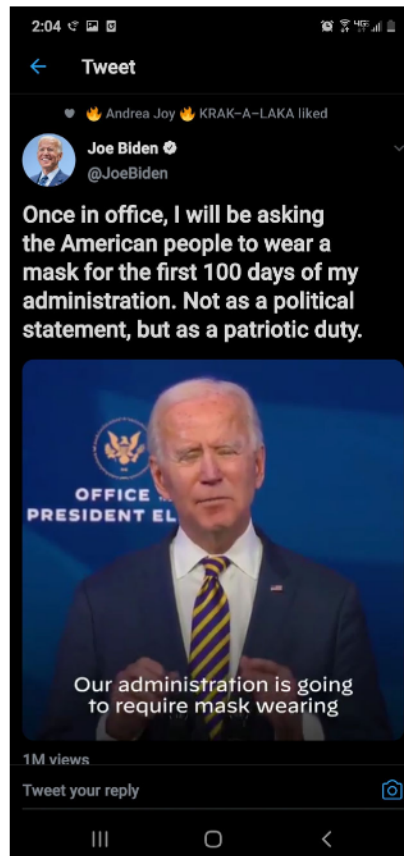 2:04
4G
Tweet
Andrea Joy KRAK-A-LAKA liked
Joe Biden
@JoeBiden
Once in office, I will be asking
the American people to wear a
mask for the first 100 days of my
administration. Not as a political
statement, but as a patriotic duty.
OFFICE
PRESIDENT EL
Our administration is going
to require mask wearing
1M views
Tweet your reply